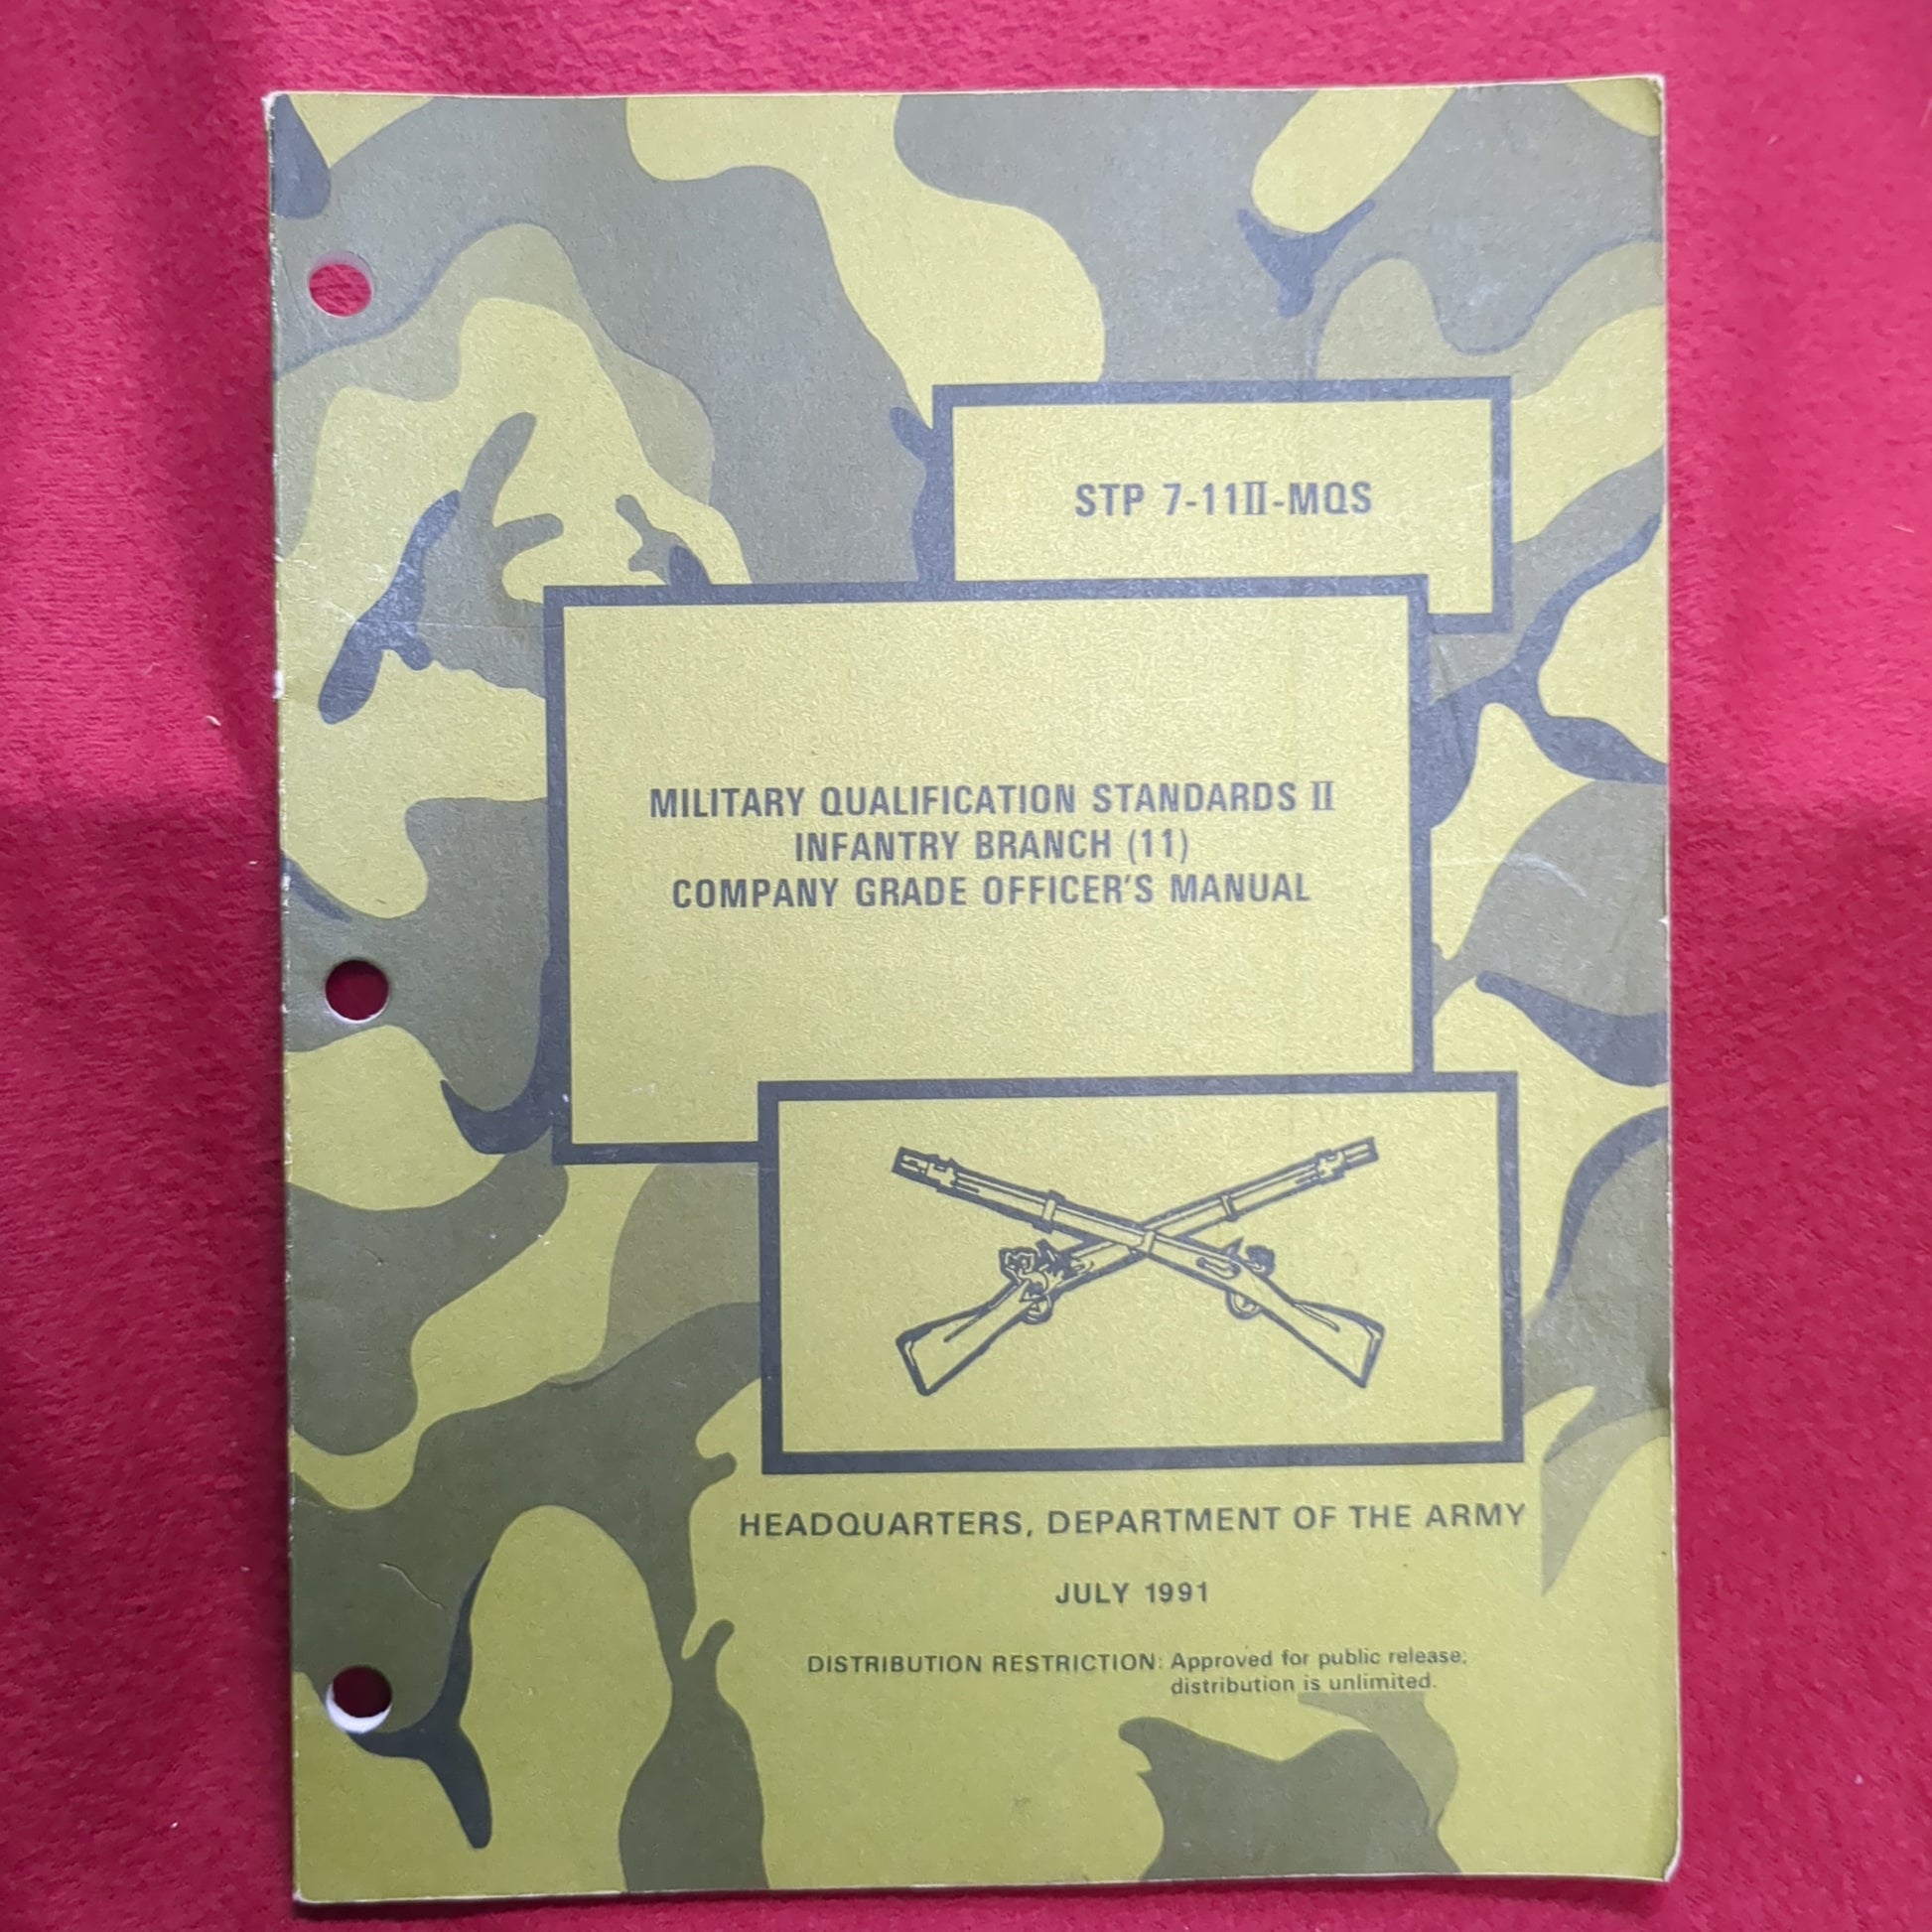 STP 7-11II-MQS
MILITARY QUALIFICATION STANDARDS II
INFANTRY BRANCH (11)
COMPANY GRADE OFFICER'S MANUAL
HEADQUARTERS, DEPARTMENT OF THE ARMY
JULY 1991
DISTRIBUTION RESTRICTION: Approved for public release;
distribution is unlimited.